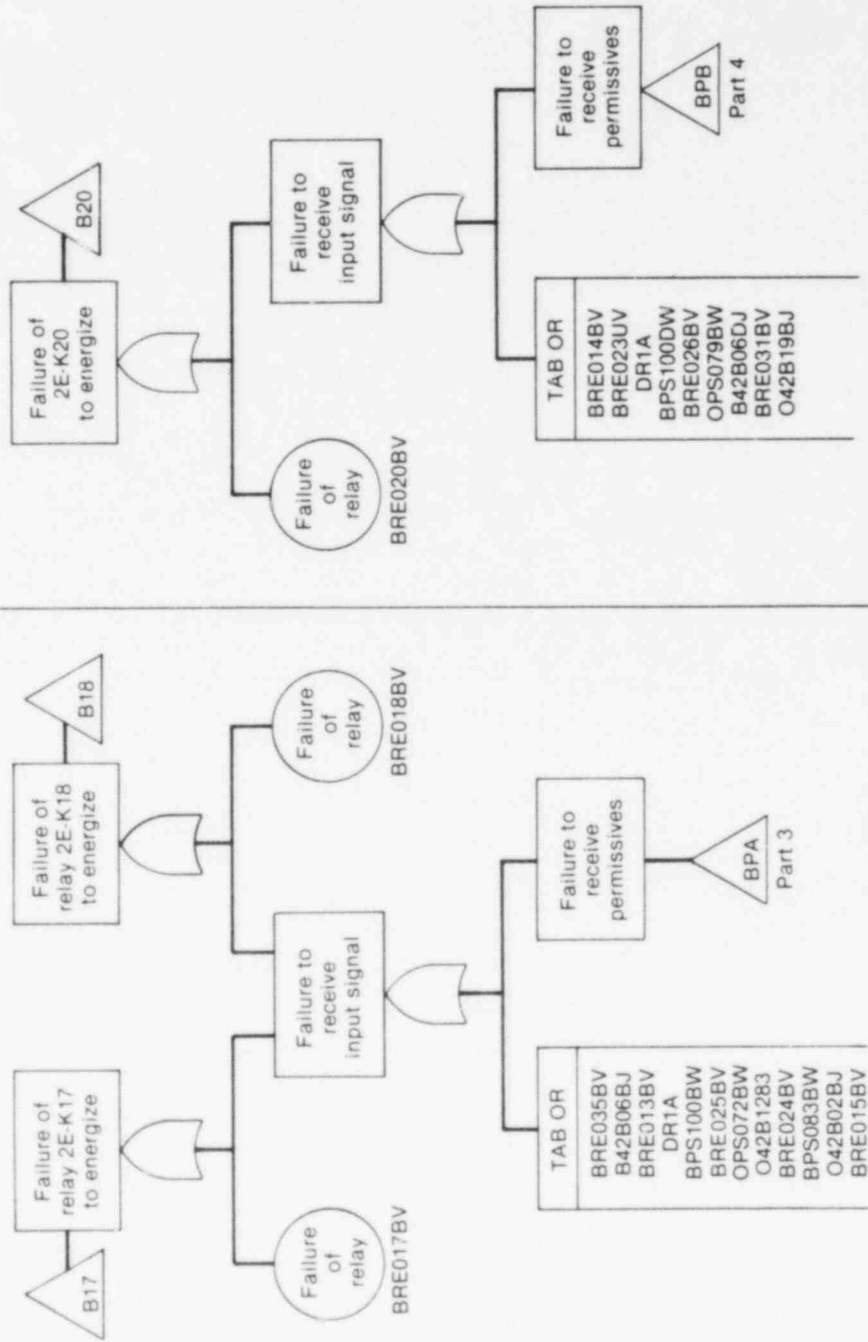 B17
Failure of
relay 2E-K17
to energize
Failure of
relay 2E-K18
to energize
B18
Failure
of
relay
BRE017BV
Failure to
receive
input signal
Failure
of
relay
BRE018BV
TAB OR
BRE035BV
B42B06BJ
BRE013BV
DR1A
BPS100BW
BRE025BV
OPS072BW
O42B1283
BRE024BV
BPS083BW
O42B02BJ
BRE015BV
Failure to
receive
permissives
BPA
Part 3
Failure of
2E-K20
to energize
B20
Failure
of
relay
BRE020BV
Failure to
receive
input signal
TAB OR
BRE014BV
BRE023UV
DR1A
BPS100DW
BRE026BV
OPS079BW
B42B06DJ
BRE031BV
O42B19BJ
Failure to
receive
permissives
BPB
Part 4